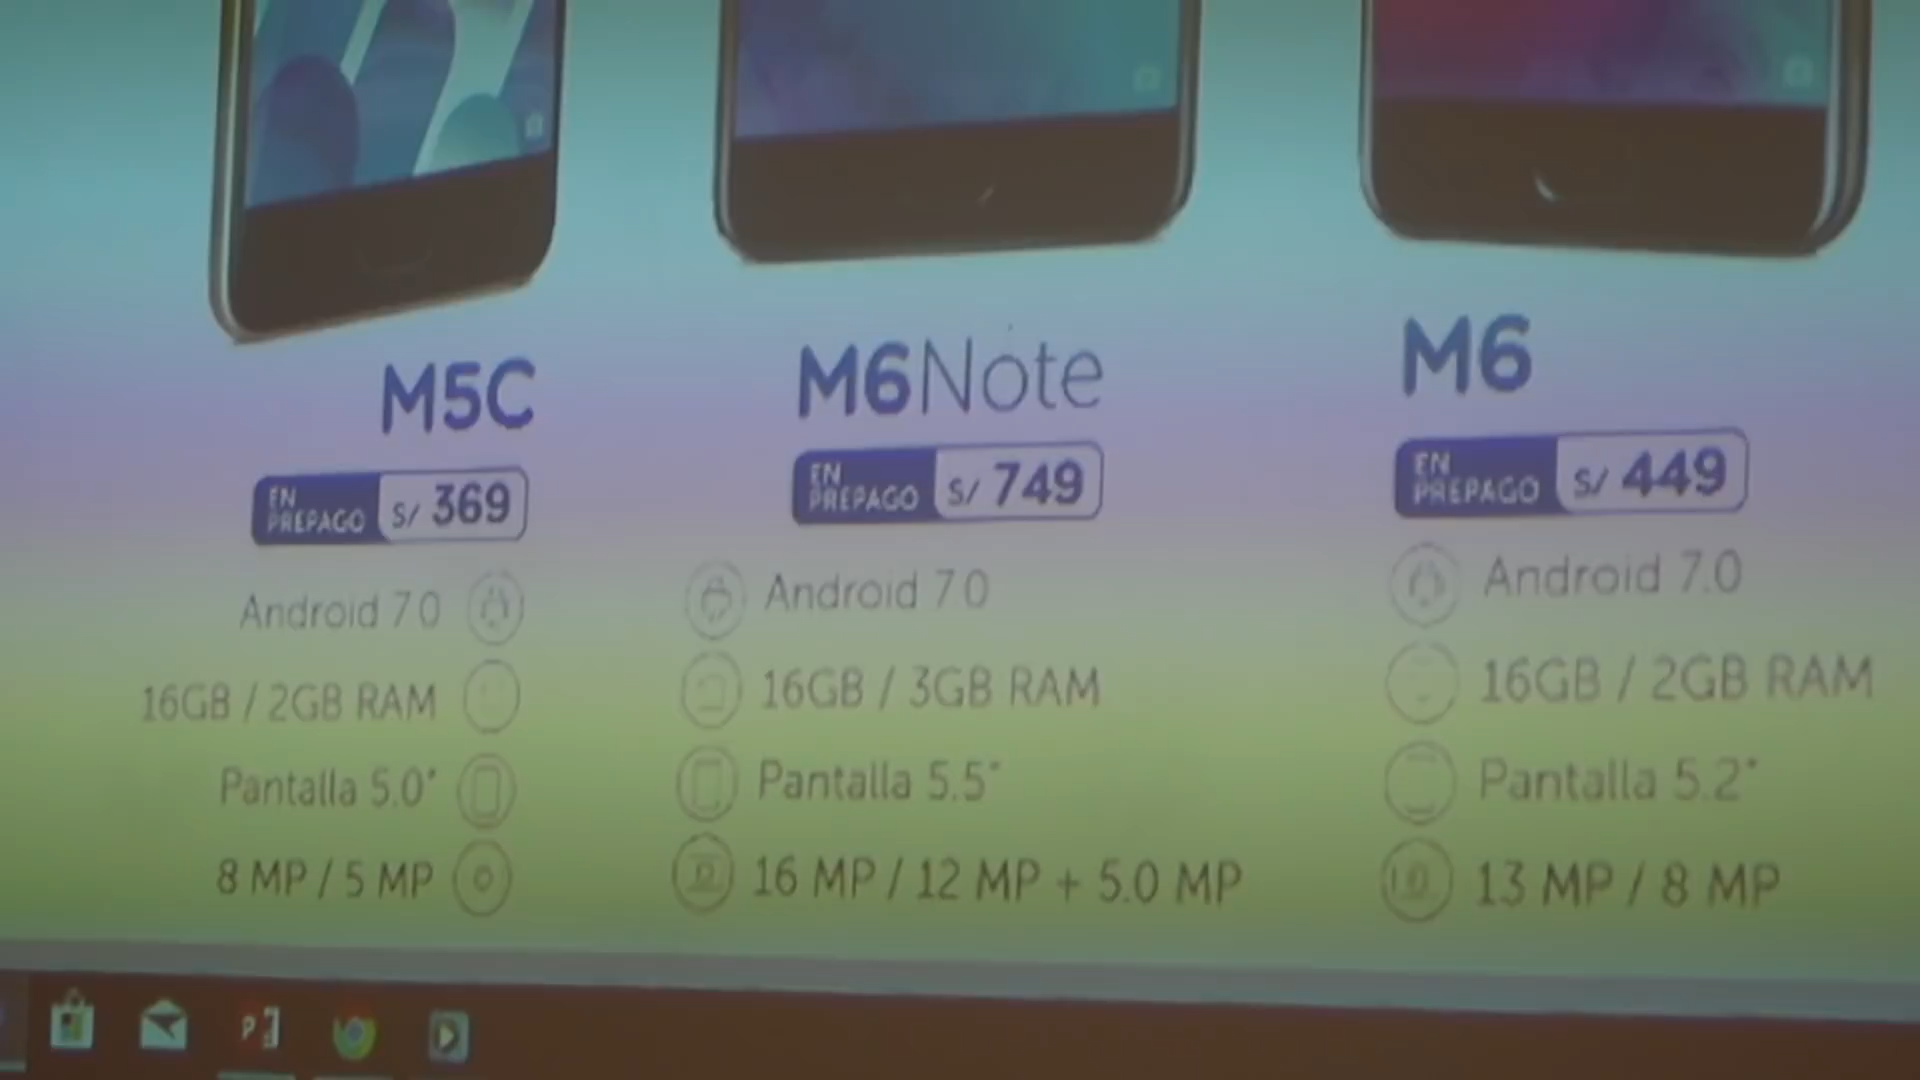 M5C
EN
PREPAGO
S/ 369
Android 7.0
16GB / 2GB RAM
Pantalla 5.0"
8 MP / 5 MP
M6Note
EN
PREPAGO
S/ 749
Android 7.0
16GB / 3GB RAM
Pantalla 5.5"
16 MP / 12 MP + 5.0 MP
M6
EN
PREPAGO
S/ 449
Android 7.0
16GB / 2GB RAM
Pantalla 5.2"
13 MP / 8 MP